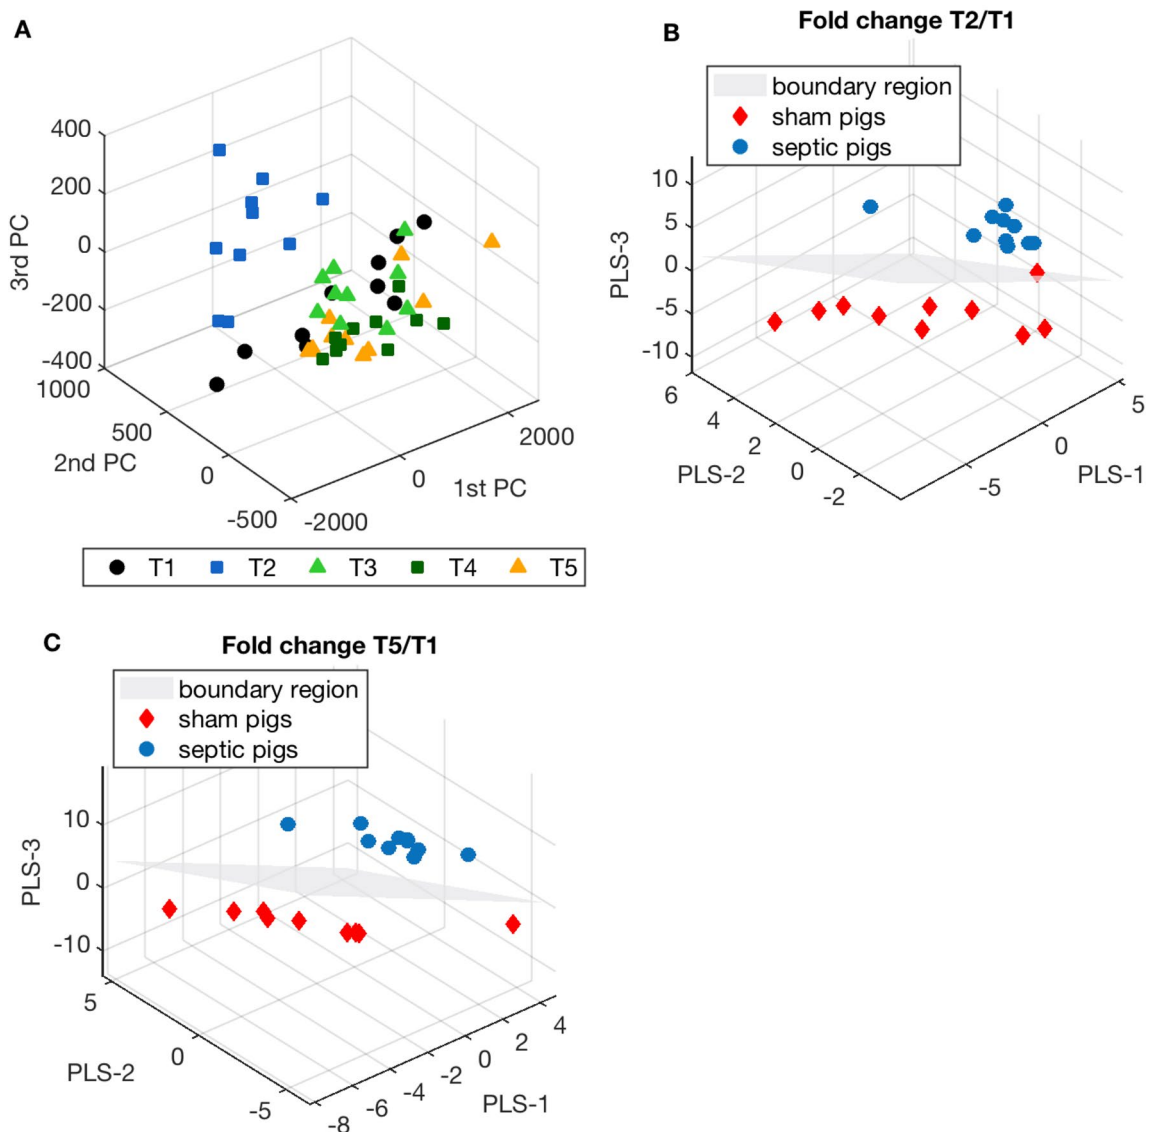 A
400
200
0
-200
-400
3rd PC
1000
500
0
-500
2nd PC
-2000
0
2000
1st PC
T1 T2 T3 T4 T5
B
Fold change T2/T1
boundary region
sham pigs
septic pigs
10
5
0
-5
-10
PLS-3
6
4
2
0
-2
PLS-2
-5
0
5
PLS-1
C
Fold change T5/T1
boundary region
sham pigs
septic pigs
10
0
-10
PLS-3
5
0
-5
PLS-2
-8
-6
-4
-2
0
2
4
PLS-1